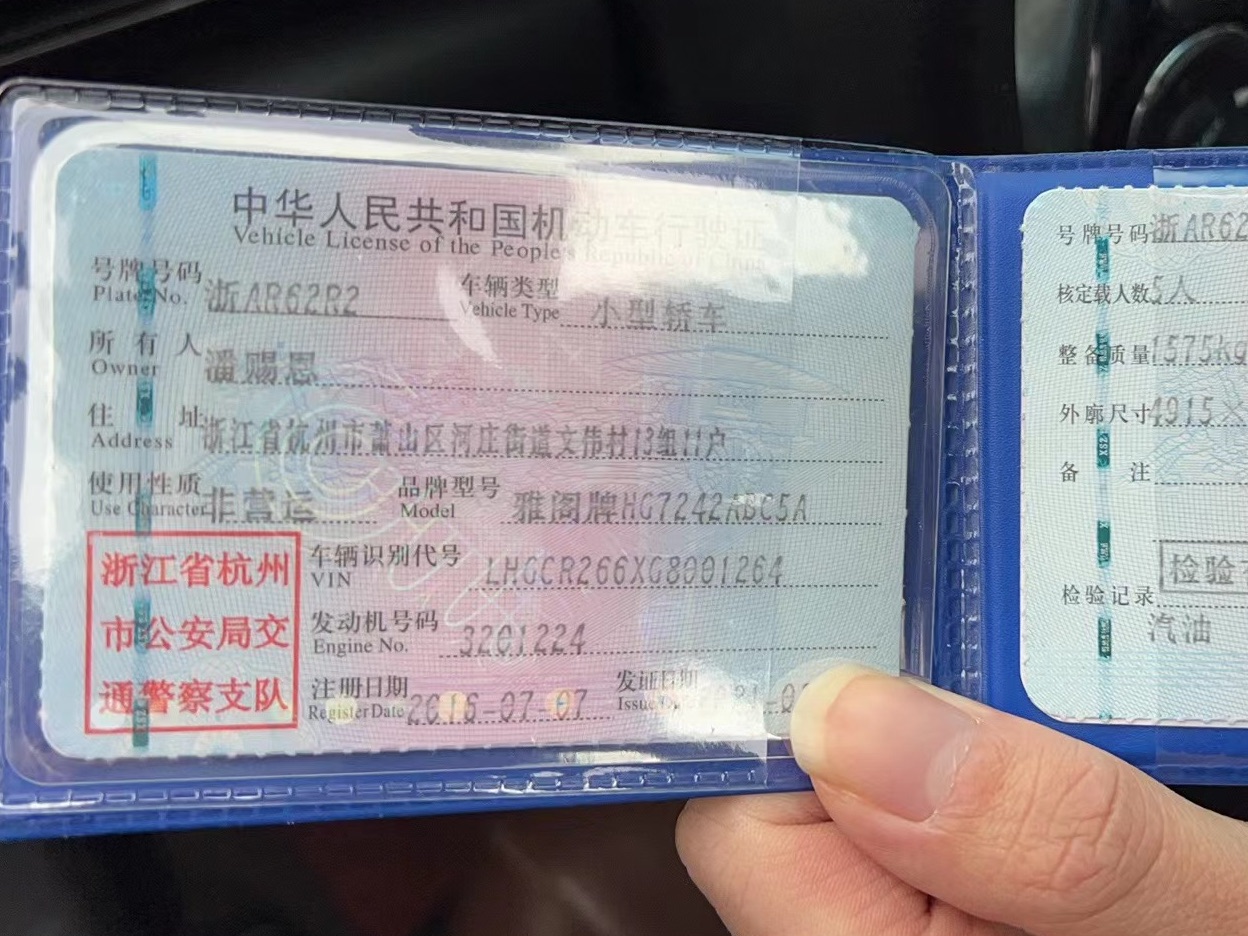 中华人民共和国机动车行驶证
Vehicle License of the People's Republic of China
号牌号码 浙AR62R2 车辆类型 小型轿车
Plate No. Vehicle Type
所有人 潘赐恩
Owner
住址 浙江省杭州市萧山区河庄街道文伟村13组11户
Address
使用性质 非营运 品牌型号 雅阁牌HG7242ABC5A
Use Character Model
浙江省杭州
市公安局交
通警察支队
车辆识别代号 LHGCR266XG8001264
VIN
发动机号码 3201224
Engine No.
注册日期 2016-07-07 发证日期
Register Date Issue
号牌号码 浙AR62
核定载人数 5人
整备质量 1575kg
外廓尺寸 4915×
备注
检验
检验记录
汽油